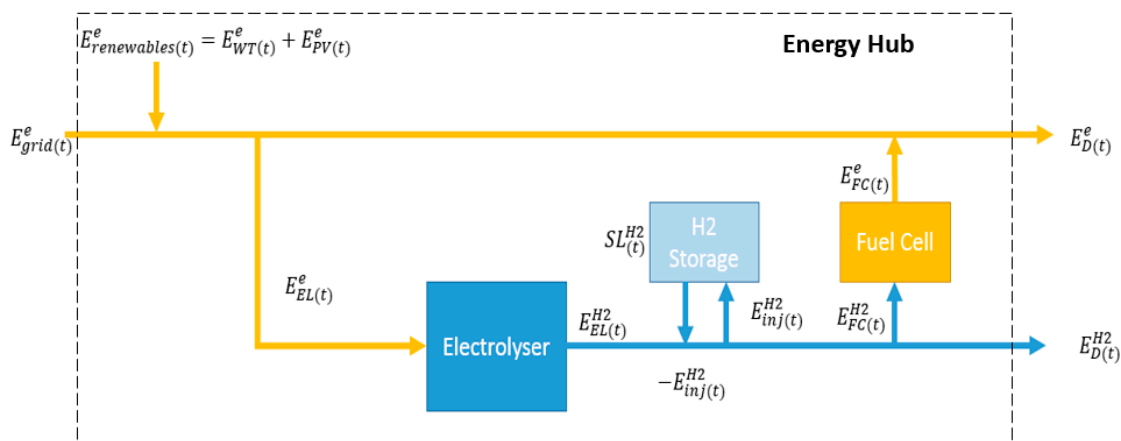 E^e_renewables(t) = E^e_WT(t) + E^e_PV(t)
Energy Hub
E^e_grid(t)
E^e_D(t)
E^e_FC(t)
H2
Storage
SL^H2_(t)
Fuel Cell
E^e_EL(t)
Electrolyser
E^H2_EL(t)
E^H2_inj(t)
E^H2_FC(t)
E^H2_D(t)
−E^H2_inj(t)